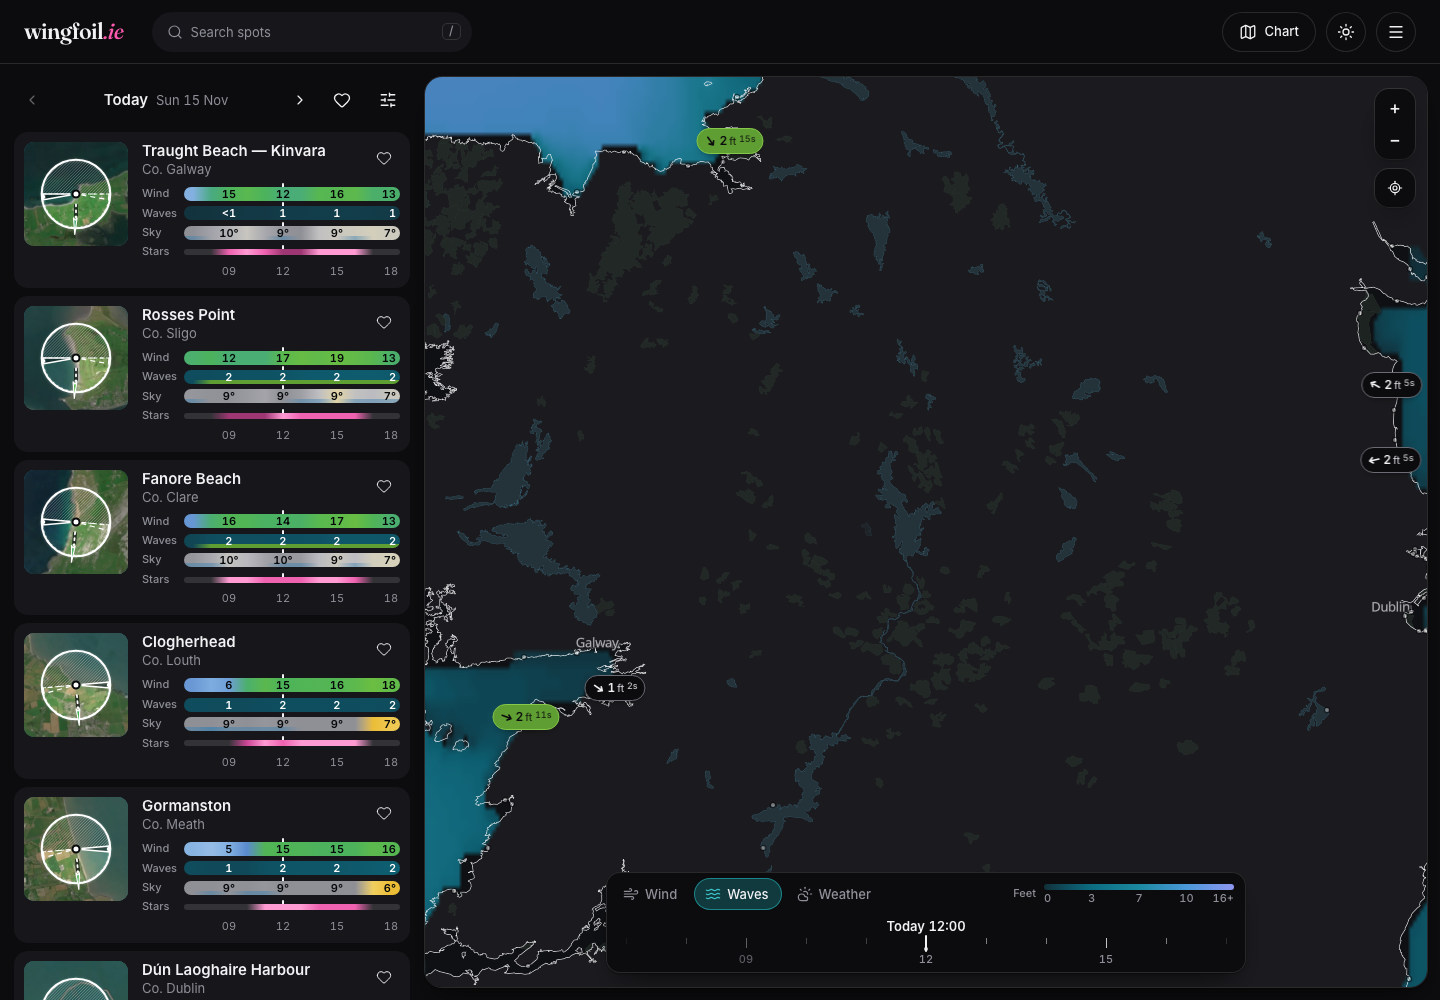 wingfoil.ie
Search spots
/
Chart
Today Sun 15 Nov
Traught Beach — Kinvara
Co. Galway
Wind 15 12 16 13
Waves <1 1 1 1
Sky 10° 9° 9° 7°
Stars
09 12 15 18
Rosses Point
Co. Sligo
Wind 12 17 19 13
Waves 2 2 2 2
Sky 9° 9° 9° 7°
Stars
09 12 15 18
Fanore Beach
Co. Clare
Wind 16 14 17 13
Waves 2 2 2 2
Sky 10° 10° 9° 7°
Stars
09 12 15 18
Clogherhead
Co. Louth
Wind 6 15 16 18
Waves 1 2 2 2
Sky 9° 9° 9° 7°
Stars
09 12 15 18
Gormanston
Co. Meath
Wind 5 15 15 16
Waves 1 2 2 2
Sky 9° 9° 9° 6°
Stars
09 12 15 18
Dún Laoghaire Harbour
Co. Dublin
2 ft 15s
+
−
2 ft 5s
2 ft 5s
Dublin
Galway
1 ft 2s
2 ft 11s
Wind Waves Weather
Feet 0 3 7 10 16+
Today 12:00
09 12 15